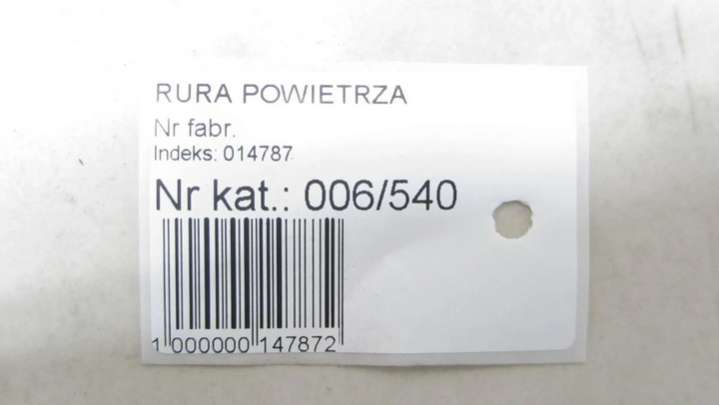 RURA POWIETRZA
Nr fabr.
Indeks: 014787
Nr kat.: 006/540
1 000000 147872